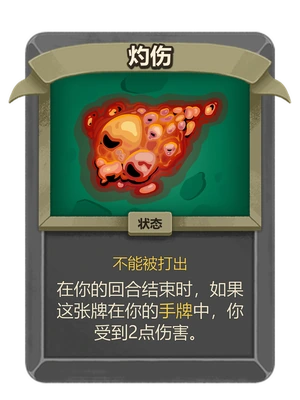 灼伤
状态
不能被打出
在你的回合结束时，如果
这张牌在你的手牌中，你
受到2点伤害。